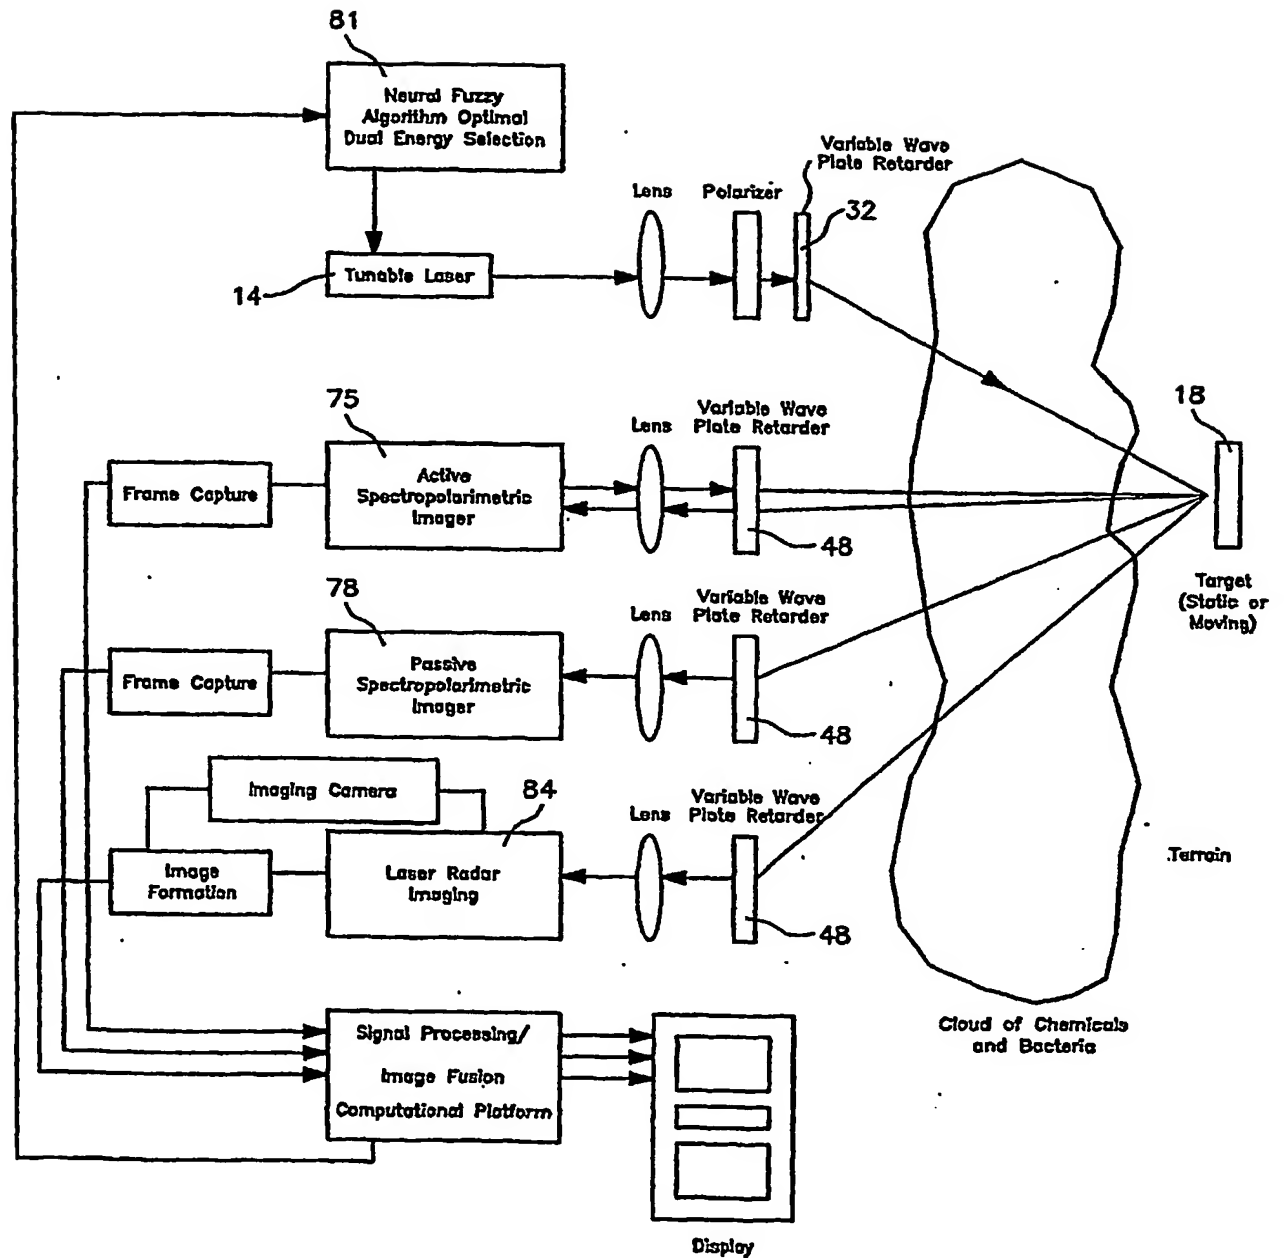 81
Neural Fuzzy
Algorithm Optimal
Dual Energy Selection
Variable Wave
Plate Retarder
Lens
Polarizer
32
14
Tunable Laser
75
18
Variable Wave
Plate Retarder
Lens
Frame Capture
Active
Spectropolarimetric
Imager
48
Target
(Static or
Moving)
78
Variable Wave
Plate Retarder
Lens
Frame Capture
Passive
Spectropolarimetric
Imager
48
Imaging Camera
84
Variable Wave
Plate Retarder
Lens
Image
Formation
Laser Radar
Imaging
Terrain
48
Cloud of Chemicals
and Bacteria
Signal Processing/
Image Fusion
Computational Platform
Display